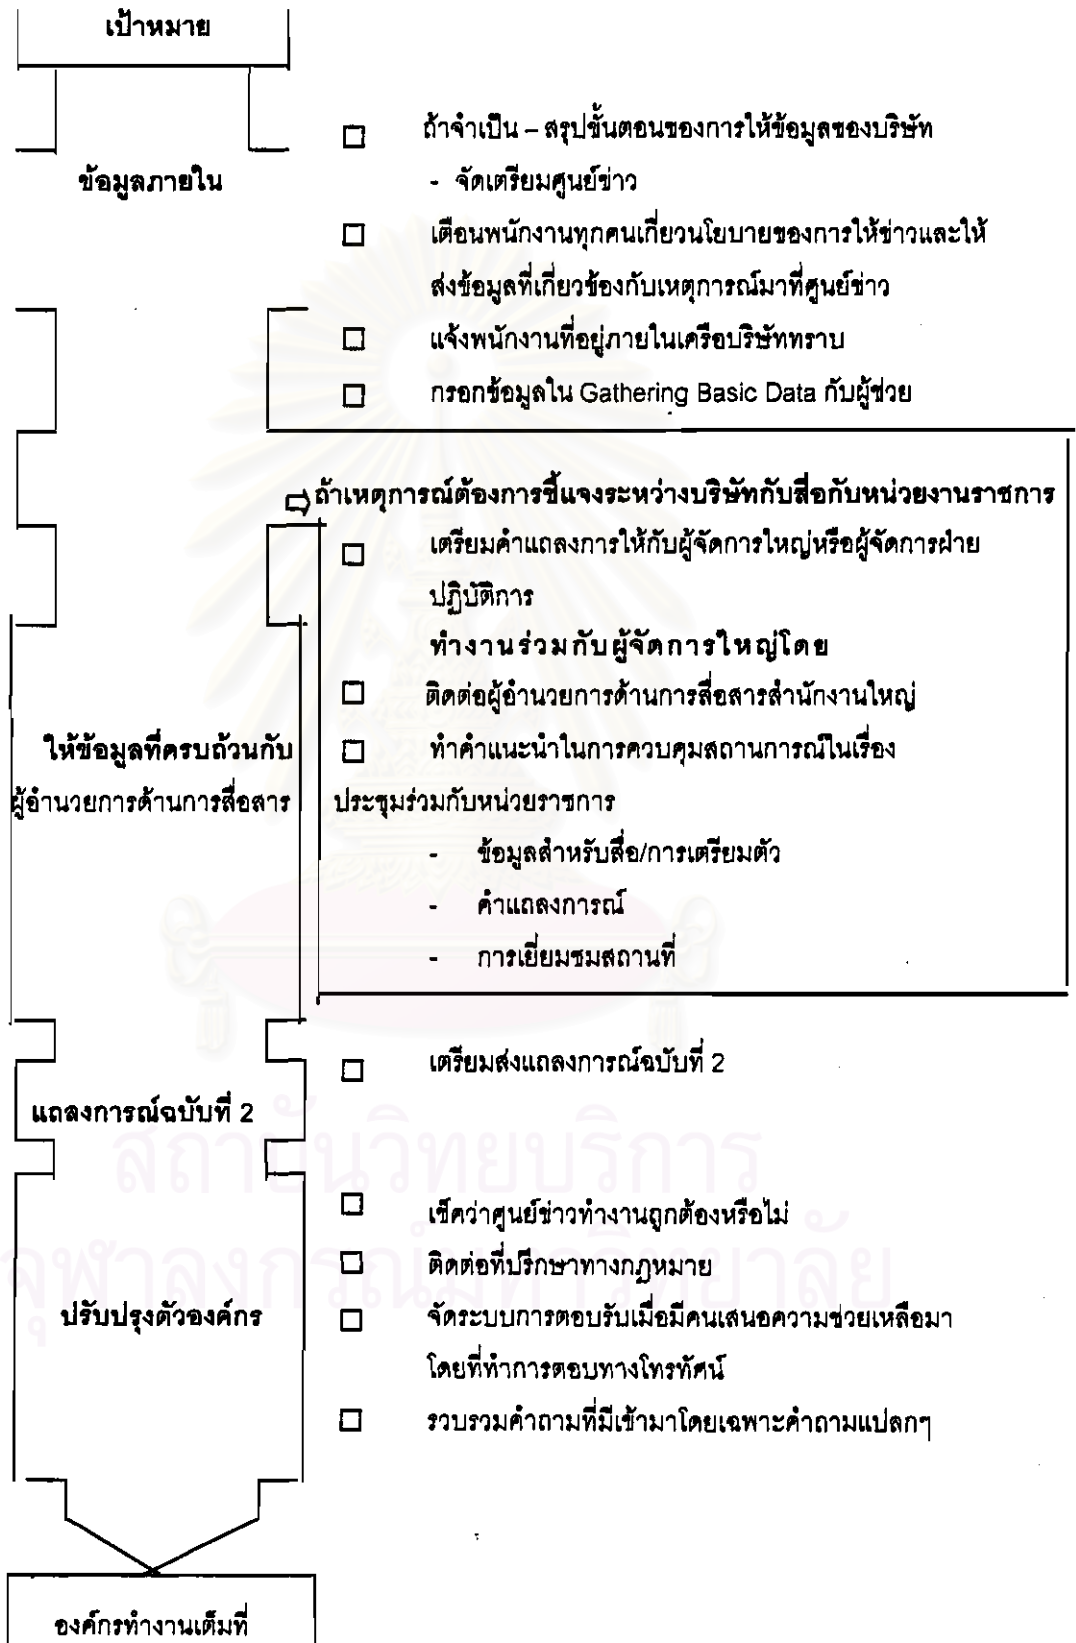 เป้าหมาย
ถ้าจำเป็น – สรุปขั้นตอนของการให้ข้อมูลของบริษัท
ข้อมูลภายใน
- จัดเตรียมศูนย์ข่าว
เตือนพนักงานทุกคนเกี่ยวนโยบายของการให้ข่าวและให้
ส่งข้อมูลที่เกี่ยวข้องกับเหตุการณ์มาที่ศูนย์ข่าว
แจ้งพนักงานที่อยู่ภายในเครือบริษัททราบ
กรอกข้อมูลใน Gathering Basic Data กับผู้ช่วย
ถ้าเหตุการณ์ต้องการชี้แจงระหว่างบริษัทกับสื่อกับหน่วยงานราชการ
เตรียมคำแถลงการให้กับผู้จัดการใหญ่หรือผู้จัดการฝ่าย
ปฏิบัติการ
ทำงานร่วมกับผู้จัดการใหญ่โดย
ติดต่อผู้อำนวยการด้านการสื่อสารสำนักงานใหญ่
ให้ข้อมูลที่ครบถ้วนกับ
ผู้อำนวยการด้านการสื่อสาร
ทำคำแนะนำในการควบคุมสถานการณ์ในเรื่อง
ประชุมร่วมกับหน่วยราชการ
- ข้อมูลสำหรับสื่อ/การเตรียมตัว
- คำแถลงการณ์
- การเยี่ยมชมสถานที่
เตรียมส่งแถลงการณ์ฉบับที่ 2
แถลงการณ์ฉบับที่ 2
สถาบันวิทยบริการ
จุฬาลงกรณ์มหาวิทยาลัย
เช็คว่าศูนย์ข่าวทำงานถูกต้องหรือไม่
ติดต่อที่ปรึกษาทางกฎหมาย
ปรับปรุงตัวองค์กร
จัดระบบการตอบรับเมื่อมีคนเสนอความช่วยเหลือมา
โดยที่ทำการตอบทางโทรทัศน์
รวบรวมคำถามที่มีเข้ามาโดยเฉพาะคำถามแปลกๆ
องค์กรทำงานเต็มที่